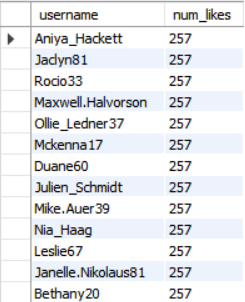 username num_likes
Aniya_Hackett 257
Jaclyn81 257
Rocio33 257
Maxwell.Halvorson 257
Ollie_Ledner37 257
Mckenna17 257
Duane60 257
Julien_Schmidt 257
Mike.Auer39 257
Nia_Haag 257
Leslie67 257
Janelle.Nikolaus81 257
Bethany20 257